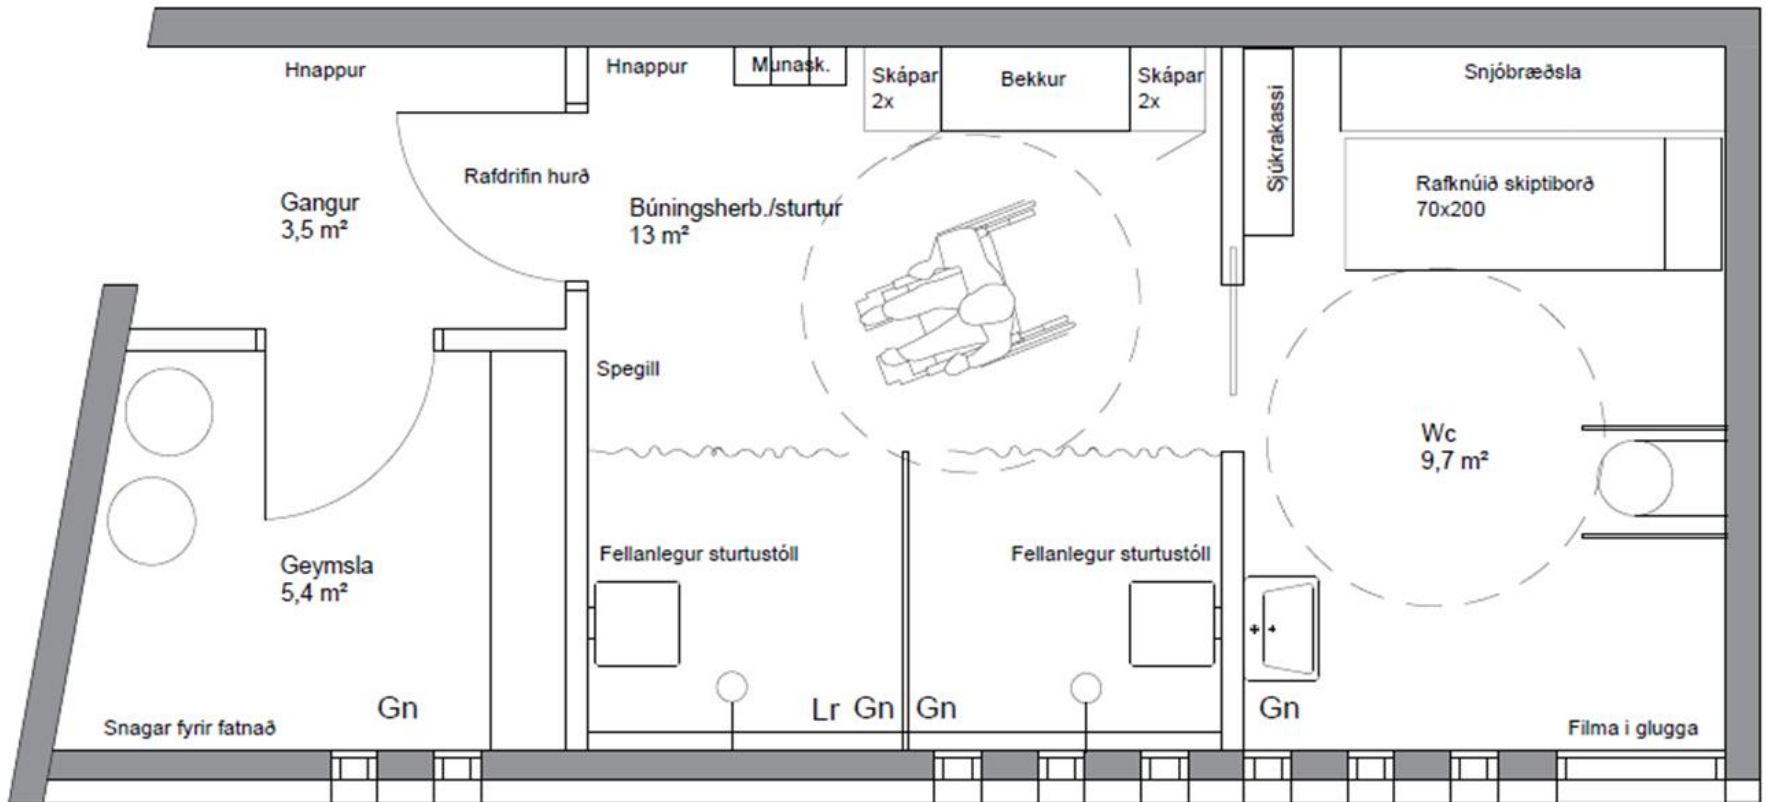 Hnappur
Hnappur
Munask.
Skápar
2x
Bekkur
Skápar
2x
Sjúkrakassi
Snjóbræðsla
Rafdrifin hurð
Rafknúið skiptiborð
70x200
Gangur
3,5 m²
Búningsherb./sturtur
13 m²
Spegill
Wc
9,7 m²
Geymsla
5,4 m²
Fellanlegur sturtustóll
Fellanlegur sturtustóll
Snagar fyrir fatnað
Gn
Lr
Gn
Gn
Gn
Filma i glugga